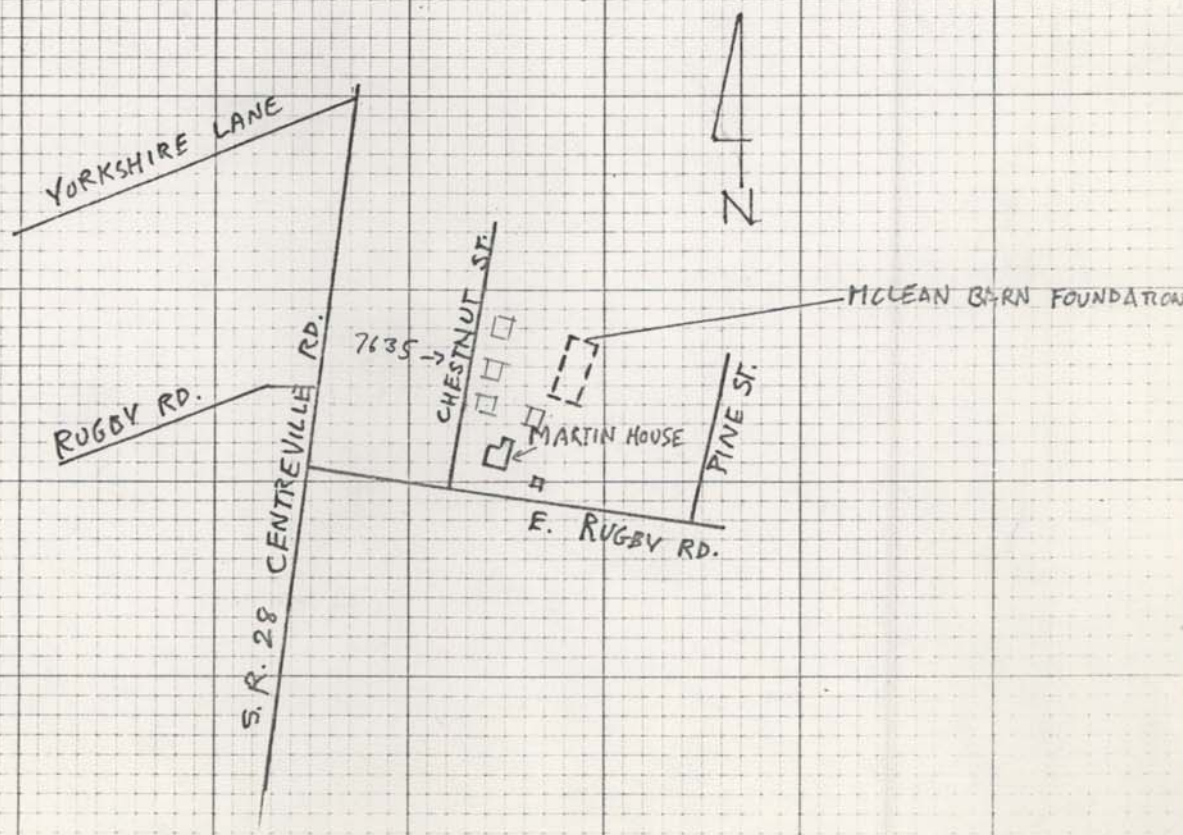 YORKSHIRE LANE
N
MCLEAN BARN FOUNDATION
CHESTNUT ST.
7635
RUGBY RD.
MARTIN HOUSE
PINE ST.
S. R. 28 CENTREVILLE RD.
E. RUGBY RD.